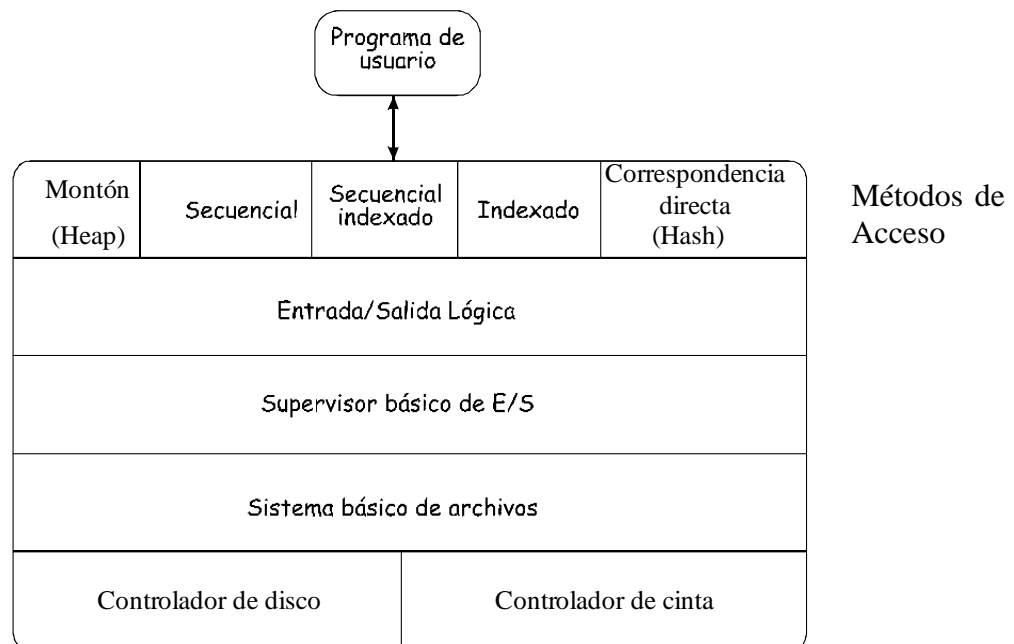 Programa de
usuario
Montón
(Heap)
Secuencial
Secuencial
indexado
Indexado
Correspondencia
directa
(Hash)
Métodos de
Acceso
Entrada/Salida Lógica
Supervisor básico de E/S
Sistema básico de archivos
Controlador de disco
Controlador de cinta